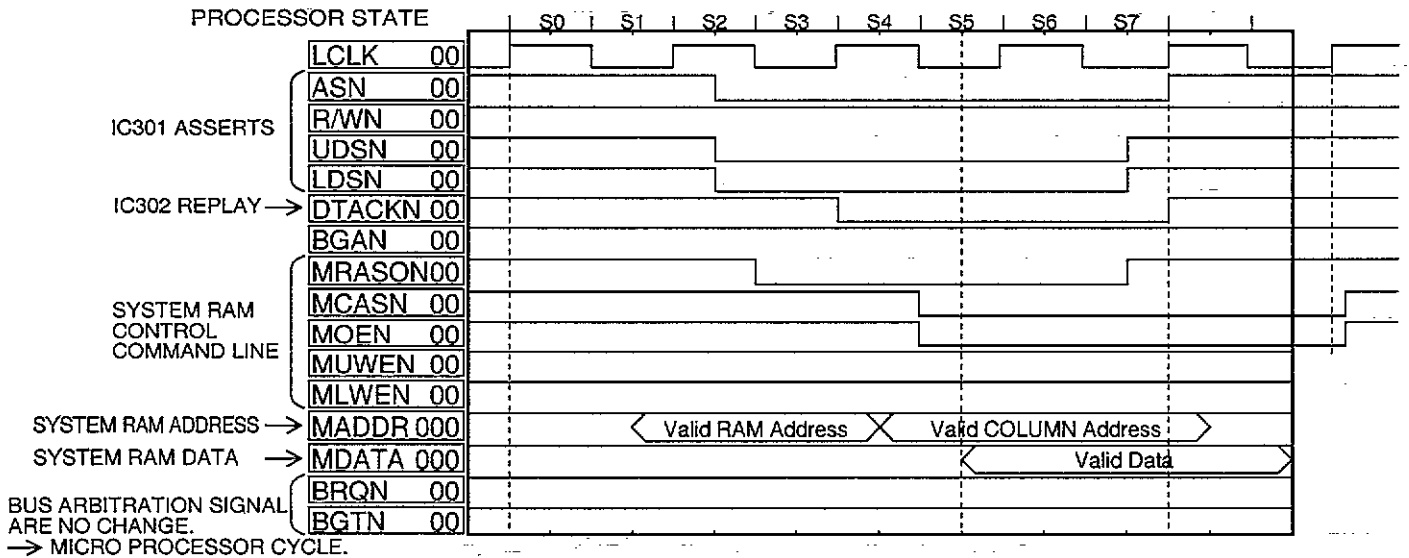 PROCESSOR STATE S0 S1 S2 S3 S4 S5 S6 S7
LCLK 00
ASN 00
IC301 ASSERTS
R/WN 00
UDSN 00
LDSN 00
IC302 REPLAY → DTACKN 00
BGAN 00
MRASON00
SYSTEM RAM
CONTROL
COMMAND LINE
MCASN 00
MOEN 00
MUWEN 00
MLWEN 00
SYSTEM RAM ADDRESS → MADDR 000 Valid RAM Address Valid COLUMN Address
SYSTEM RAM DATA → MDATA 000 Valid Data
BRQN 00
BUS ARBITRATION SIGNAL
ARE NO CHANGE.
BGTN 00
→ MICRO PROCESSOR CYCLE.